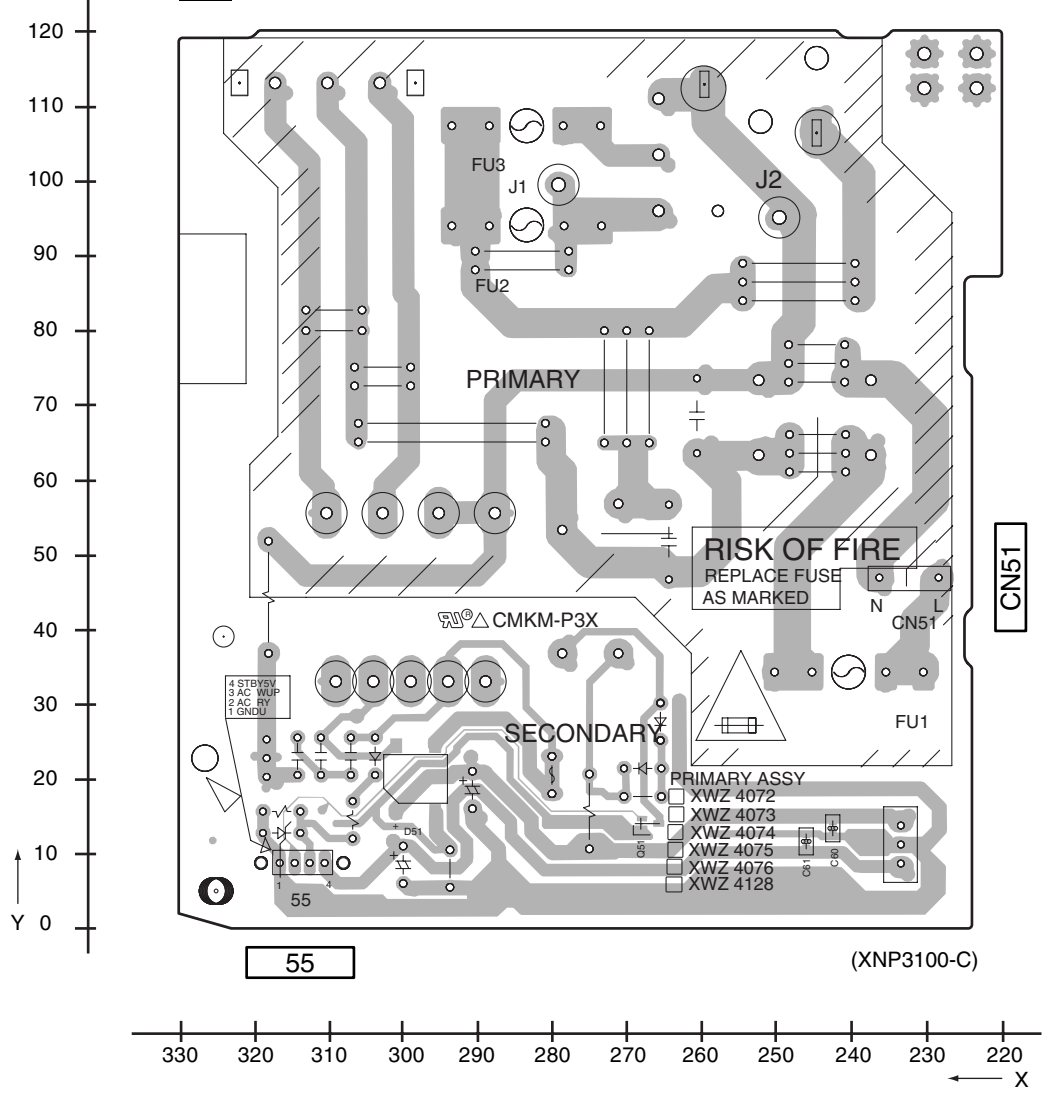 120
110
100
90
80
70
60
50
40
30
20
10
Y 0
FU3
J1
J2
FU2
PRIMARY
RISK OF FIRE
REPLACE FUSE
AS MARKED
N L
CN51
CN51
CMKM-P3X
4 STBY5V
3 AC WUP
2 AC RY
1 GNDU
SECONDARY
FU1
PRIMARY ASSY
XWZ 4072
XWZ 4073
XWZ 4074
XWZ 4075
XWZ 4076
XWZ 4128
D51
Q51
C61
C60
1 4
55
55
(XNP3100-C)
330 320 310 300 290 280 270 260 250 240 230 220
X